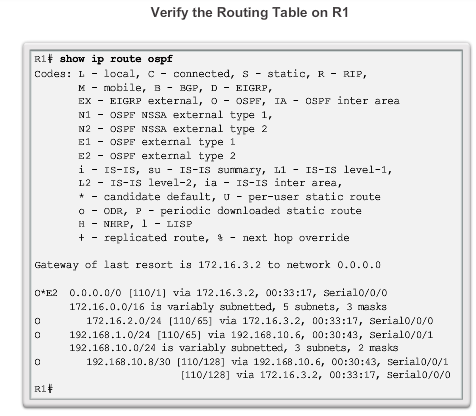 Verify the Routing Table on R1
R1# show ip route ospf
Codes: L - local, C - connected, S - static, R - RIP,
M - mobile, B - BGP, D - EIGRP,
EX - EIGRP external, O - OSPF, IA - OSPF inter area
N1 - OSPF NSSA external type 1,
N2 - OSPF NSSA external type 2
E1 - OSPF external type 1
E2 - OSPF external type 2
i - IS-IS, su - IS-IS summary, L1 - IS-IS level-1,
L2 - IS-IS level-2, ia - IS-IS inter area,
* - candidate default, U - per-user static route
o - ODR, P - periodic downloaded static route
H - NHRP, l - LISP
+ - replicated route, % - next hop override
Gateway of last resort is 172.16.3.2 to network 0.0.0.0
O*E2 0.0.0.0/0 [110/1] via 172.16.3.2, 00:33:17, Serial0/0/0
172.16.0.0/16 is variably subnetted, 5 subnets, 3 masks
O 172.16.2.0/24 [110/65] via 172.16.3.2, 00:33:17, Serial0/0/0
O 192.168.1.0/24 [110/65] via 192.168.10.6, 00:30:43, Serial0/0/1
192.168.10.0/24 is variably subnetted, 3 subnets, 2 masks
O 192.168.10.8/30 [110/128] via 192.168.10.6, 00:30:43, Serial0/0/1
[110/128] via 172.16.3.2, 00:33:17, Serial0/0/0
R1#